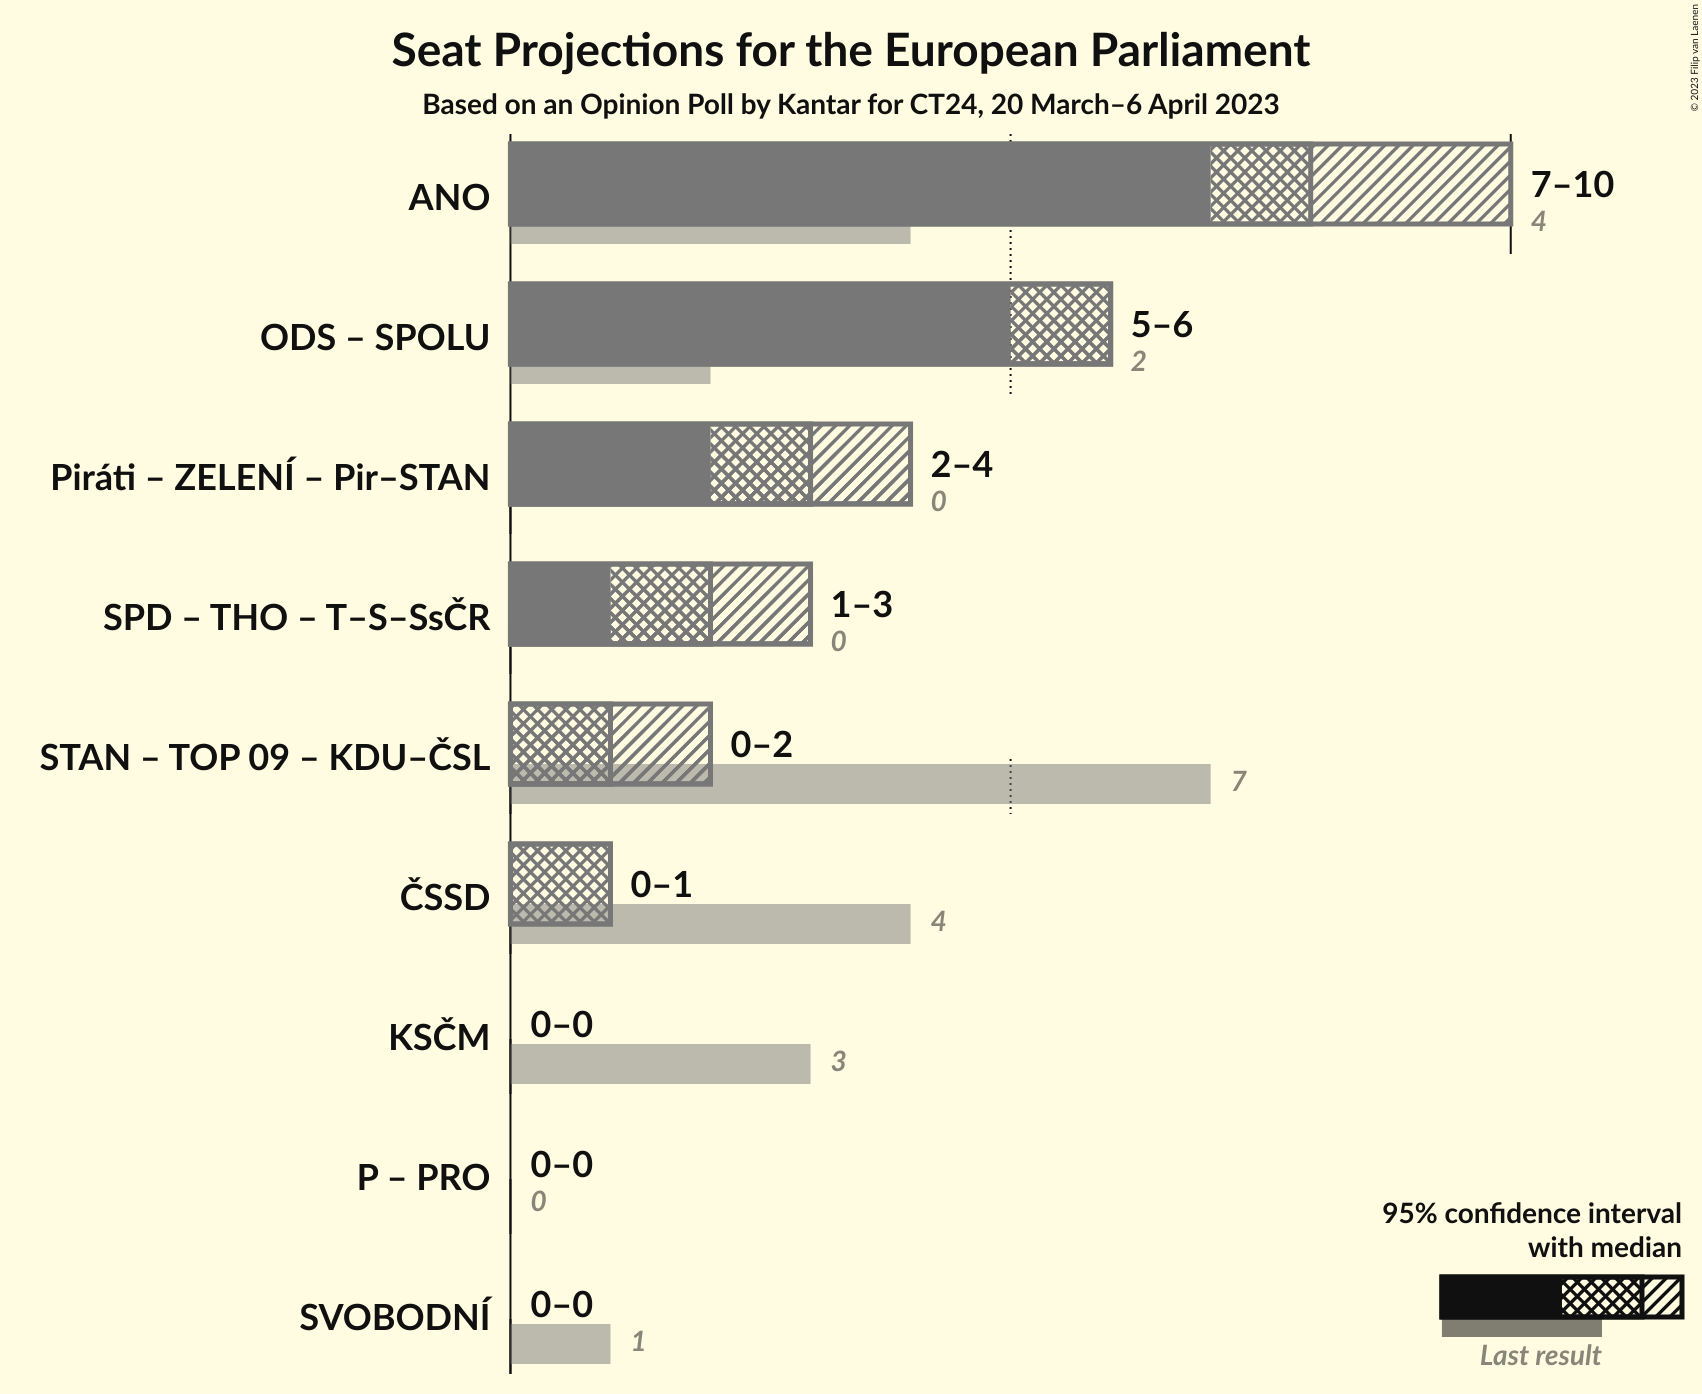 Seat Projections for the European Parliament
Based on an Opinion Poll by Kantar for CT24, 20 March–6 April 2023
© 2023 Filip van Laenen
ANO
7–10
4
ODS – SPOLU
5–6
2
Piráti – ZELENÍ – Pir–STAN
2–4
0
SPD – THO – T–S–SsČR
1–3
0
STAN – TOP 09 – KDU–ČSL
0–2
7
ČSSD
0–1
4
KSČM
0–0
3
P – PRO
0–0
0
SVOBODNÍ
0–0
1
95% confidence interval
with median
Last result